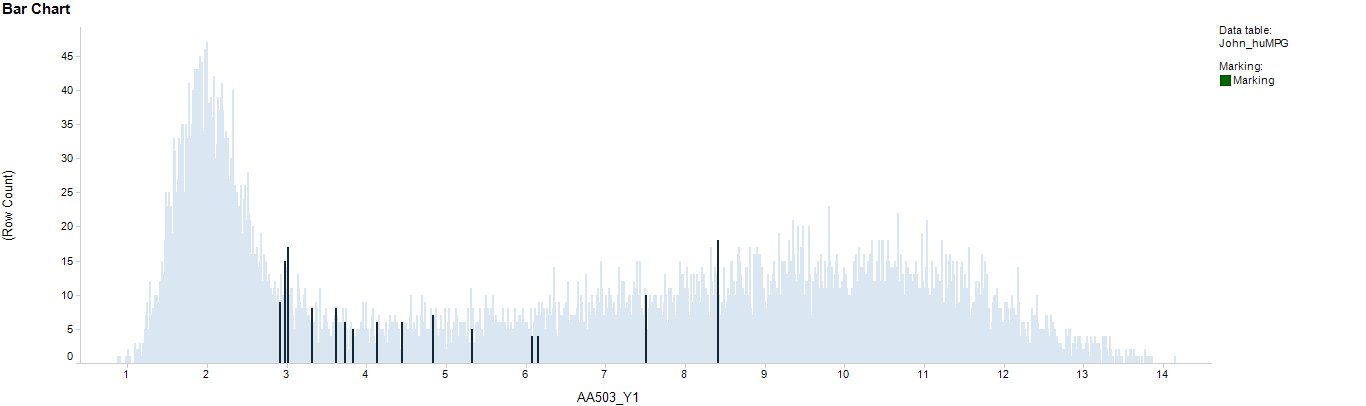 Bar Chart
Data table:
John_huMPG
Marking:
Marking
(Row Count)
45
40
35
30
25
20
15
10
5
0
1 2 3 4 5 6 7 8 9 10 11 12 13 14
AA503_Y1